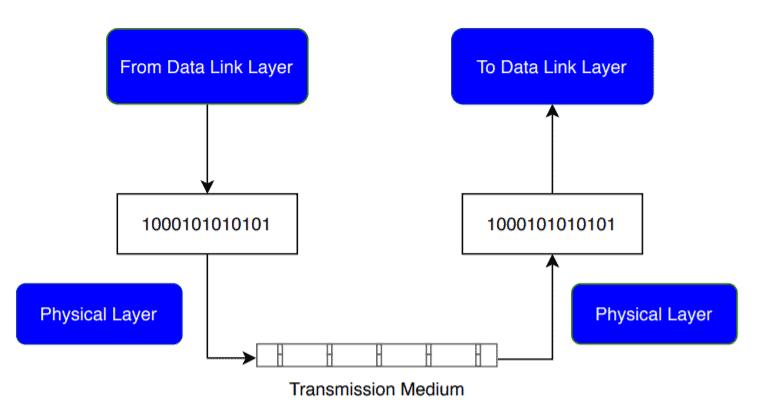 From Data Link Layer
To Data Link Layer
1000101010101
1000101010101
Physical Layer
Physical Layer
Transmission Medium